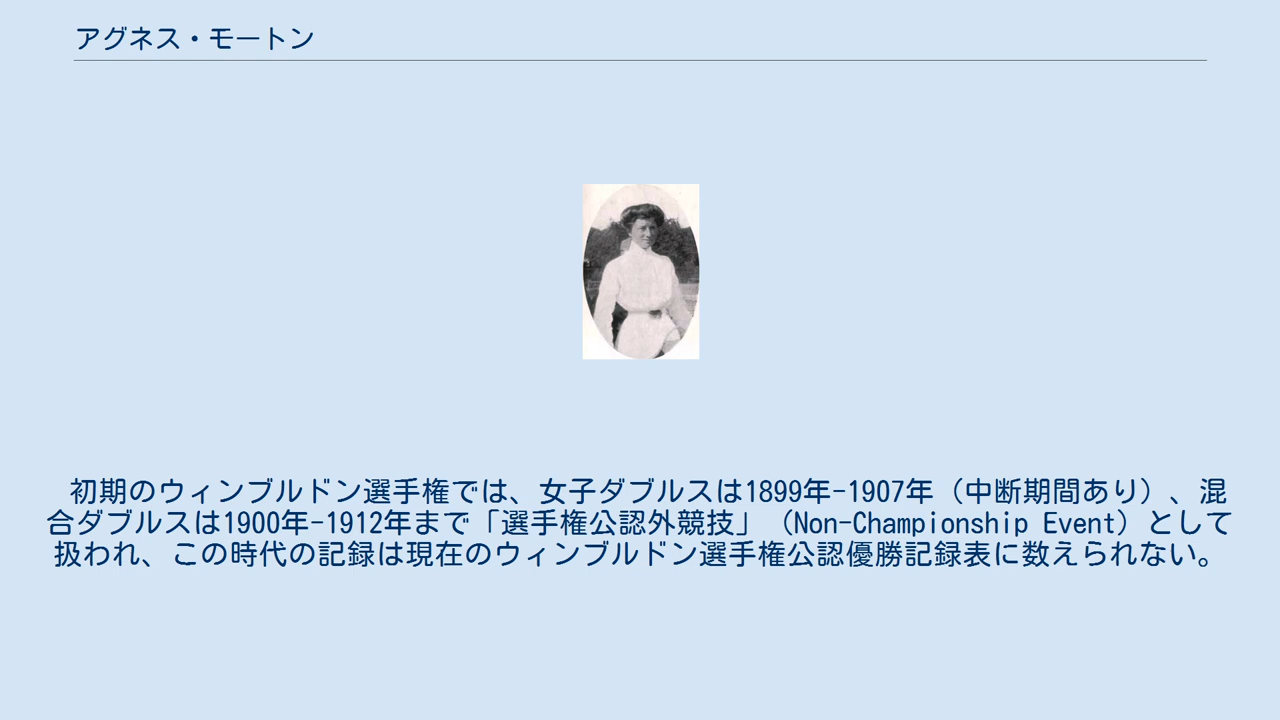 アグネス・モートン
初期のウィンブルドン選手権では、女子ダブルスは1899年-1907年（中断期間あり）、混
合ダブルスは1900年-1912年まで「選手権公認外競技」（Non-Championship Event）として
扱われ、この時代の記録は現在のウィンブルドン選手権公認優勝記録表に数えられない。